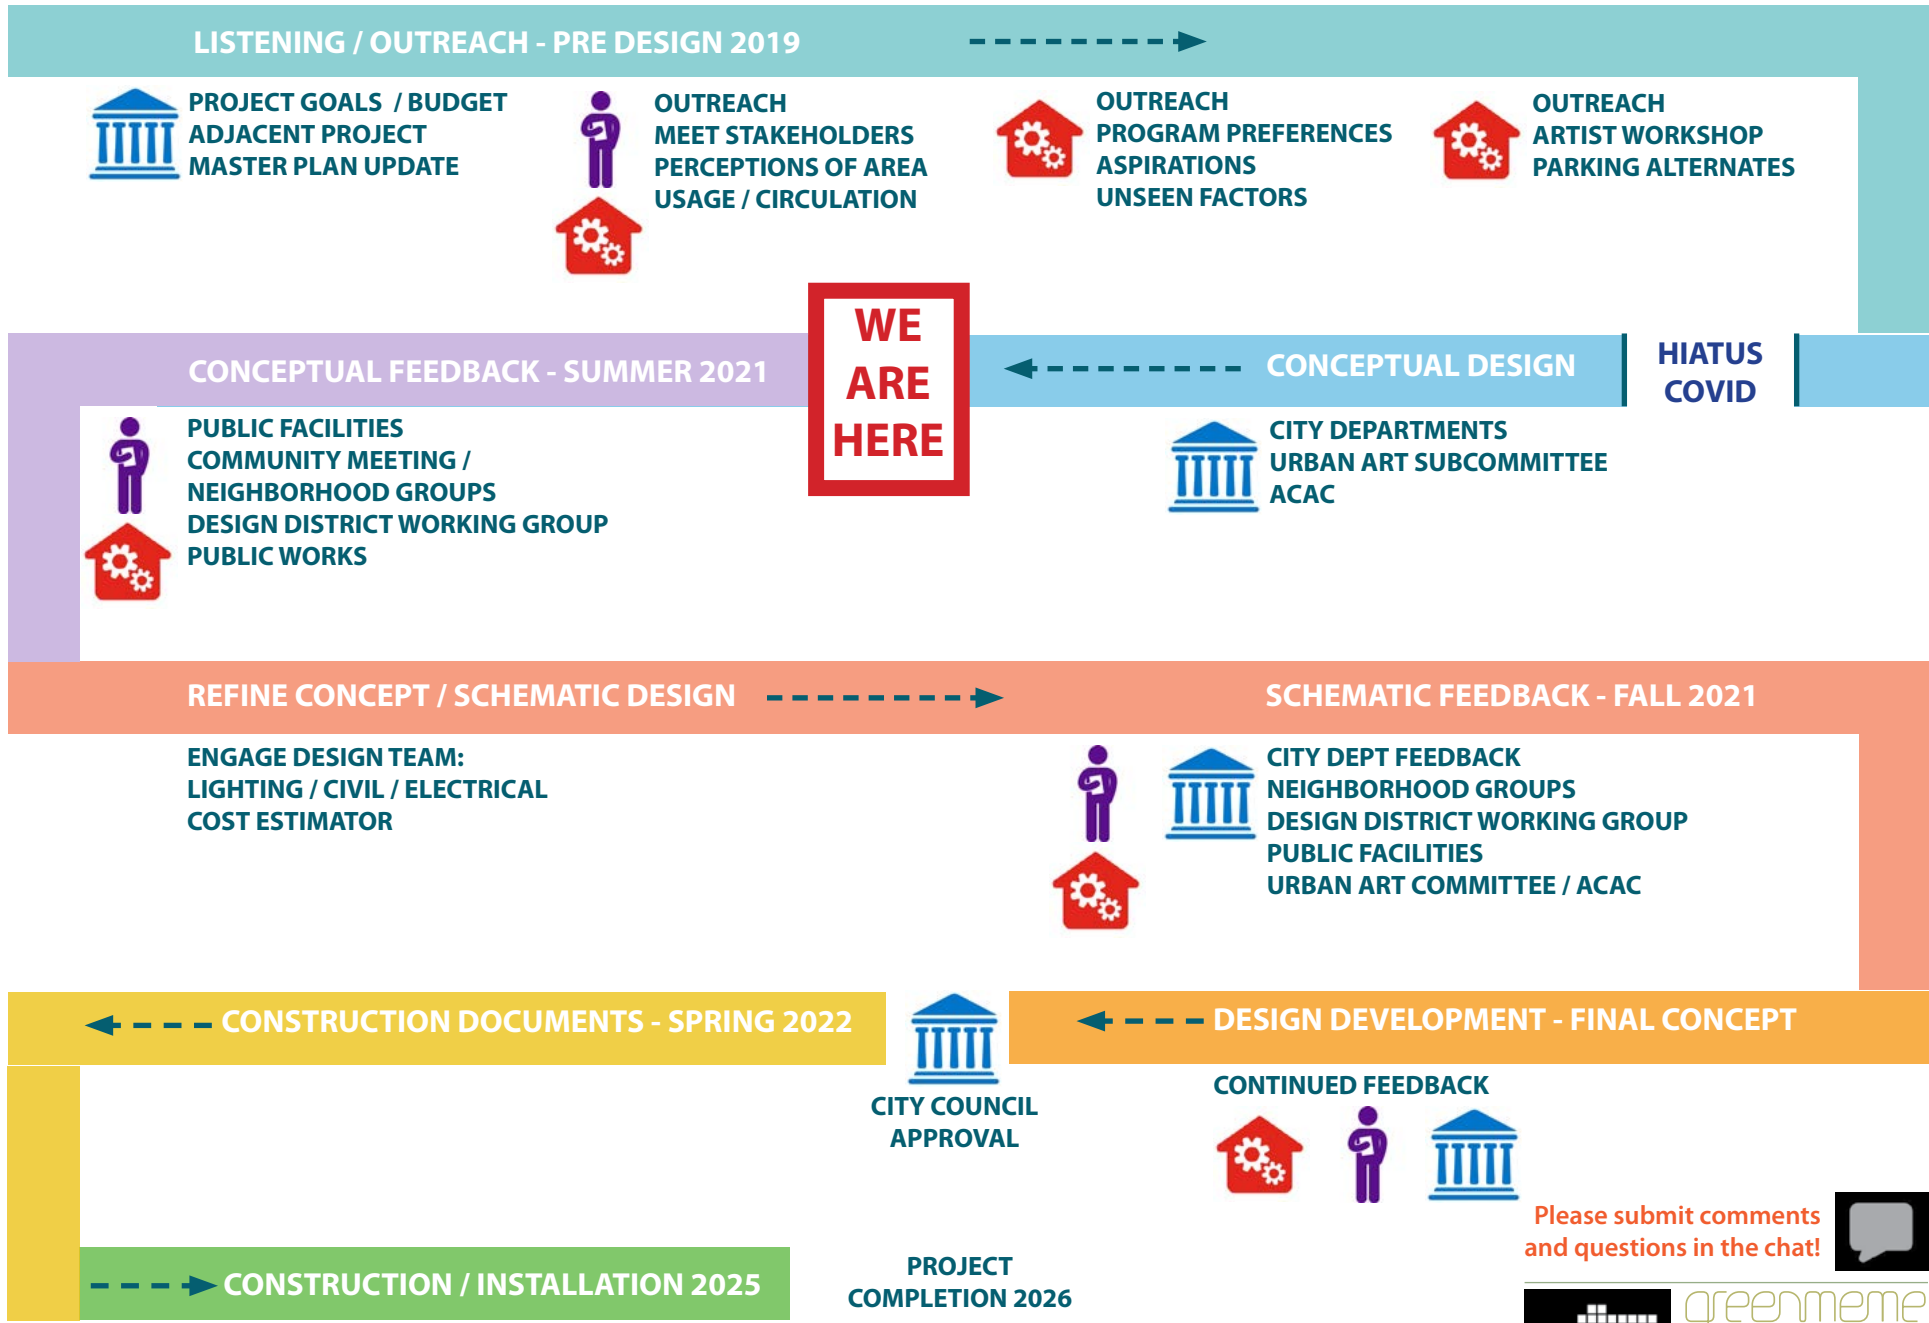 LISTENING / OUTREACH - PRE DESIGN 2019
PROJECT GOALS / BUDGET
ADJACENT PROJECT
MASTER PLAN UPDATE
OUTREACH
MEET STAKEHOLDERS
PERCEPTIONS OF AREA
USAGE / CIRCULATION
OUTREACH
PROGRAM PREFERENCES
ASPIRATIONS
UNSEEN FACTORS
OUTREACH
ARTIST WORKSHOP
PARKING ALTERNATES
HIATUS
COVID
CONCEPTUAL DESIGN
CITY DEPARTMENTS
URBAN ART SUBCOMMITTEE
ACAC
WE
ARE
HERE
CONCEPTUAL FEEDBACK - SUMMER 2021
PUBLIC FACILITIES
COMMUNITY MEETING /
NEIGHBORHOOD GROUPS
DESIGN DISTRICT WORKING GROUP
PUBLIC WORKS
REFINE CONCEPT / SCHEMATIC DESIGN
ENGAGE DESIGN TEAM:
LIGHTING / CIVIL / ELECTRICAL
COST ESTIMATOR
SCHEMATIC FEEDBACK - FALL 2021
CITY DEPT FEEDBACK
NEIGHBORHOOD GROUPS
DESIGN DISTRICT WORKING GROUP
PUBLIC FACILITIES
URBAN ART COMMITTEE / ACAC
DESIGN DEVELOPMENT - FINAL CONCEPT
CONTINUED FEEDBACK
CITY COUNCIL
APPROVAL
CONSTRUCTION DOCUMENTS - SPRING 2022
CONSTRUCTION / INSTALLATION 2025
PROJECT
COMPLETION 2026
Please submit comments
and questions in the chat!
greenmeme